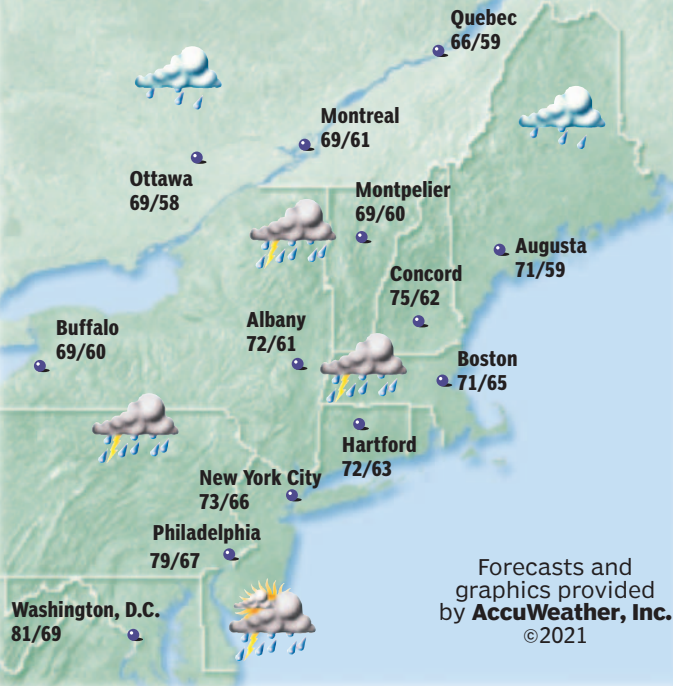 Quebec
66/59
Montreal
69/61
Ottawa
69/58
Montpelier
69/60
Augusta
71/59
Concord
75/62
Buffalo
69/60
Albany
72/61
Boston
71/65
Hartford
72/63
New York City
73/66
Philadelphia
79/67
Washington, D.C.
81/69
Forecasts and
graphics provided
by AccuWeather, Inc.
©2021